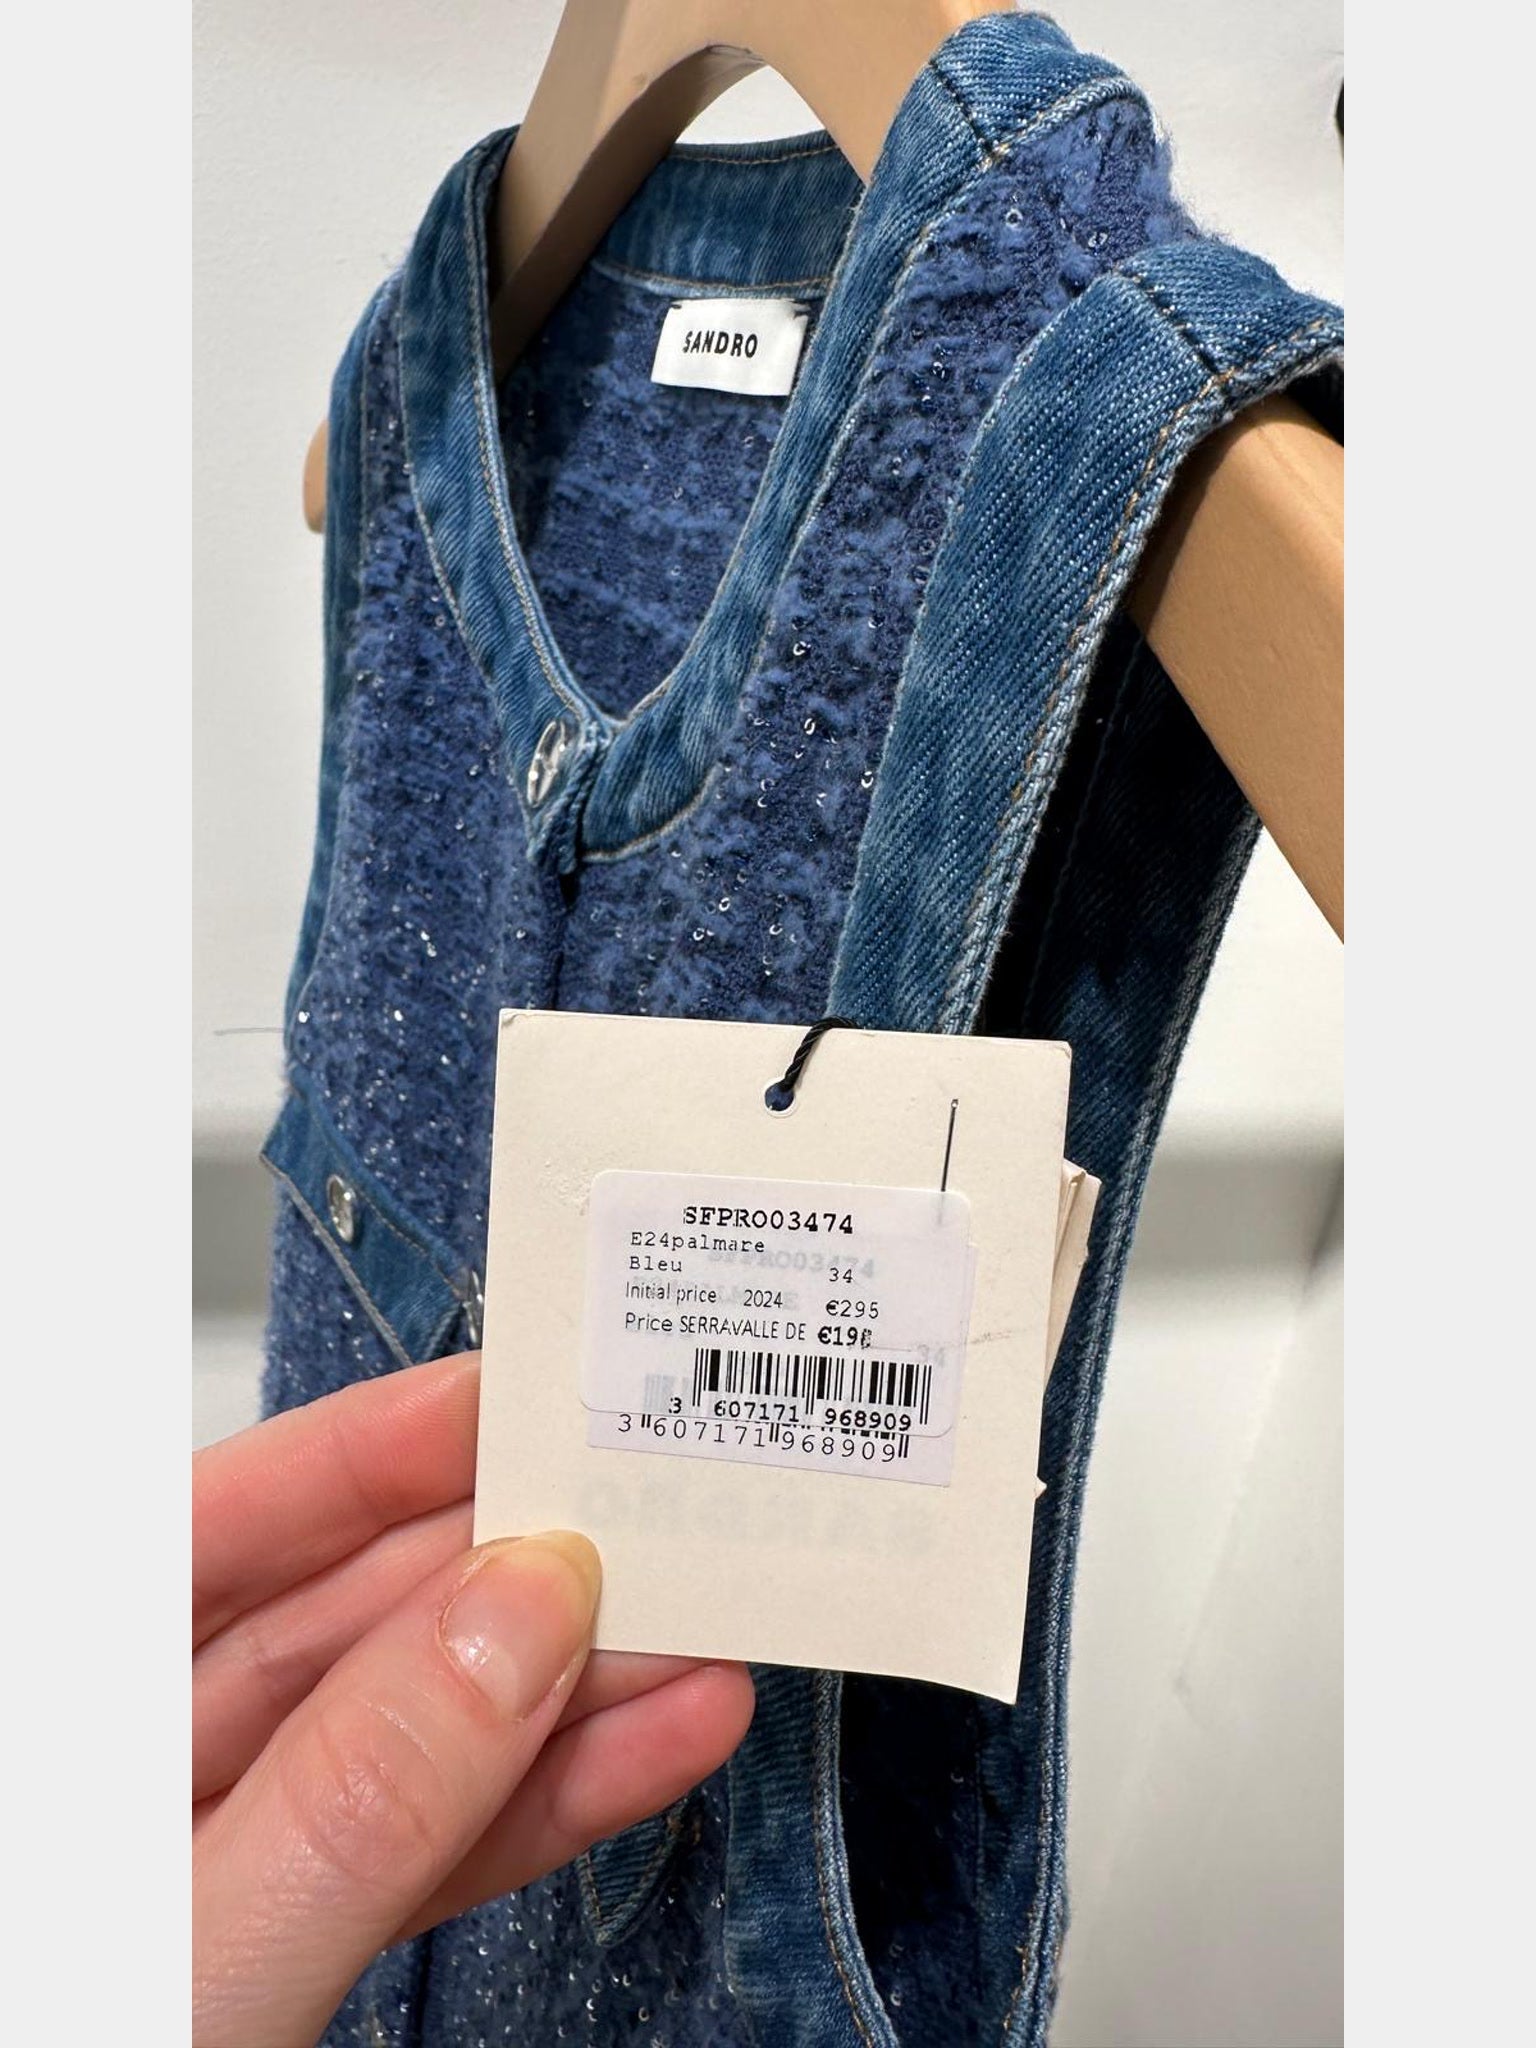 SANDRO
SFPRO03474
E24palmare
Bleu 34
Initial price 2024 €295
Price SERRAVALLE DE
3 607171 968909
3 607171 968909